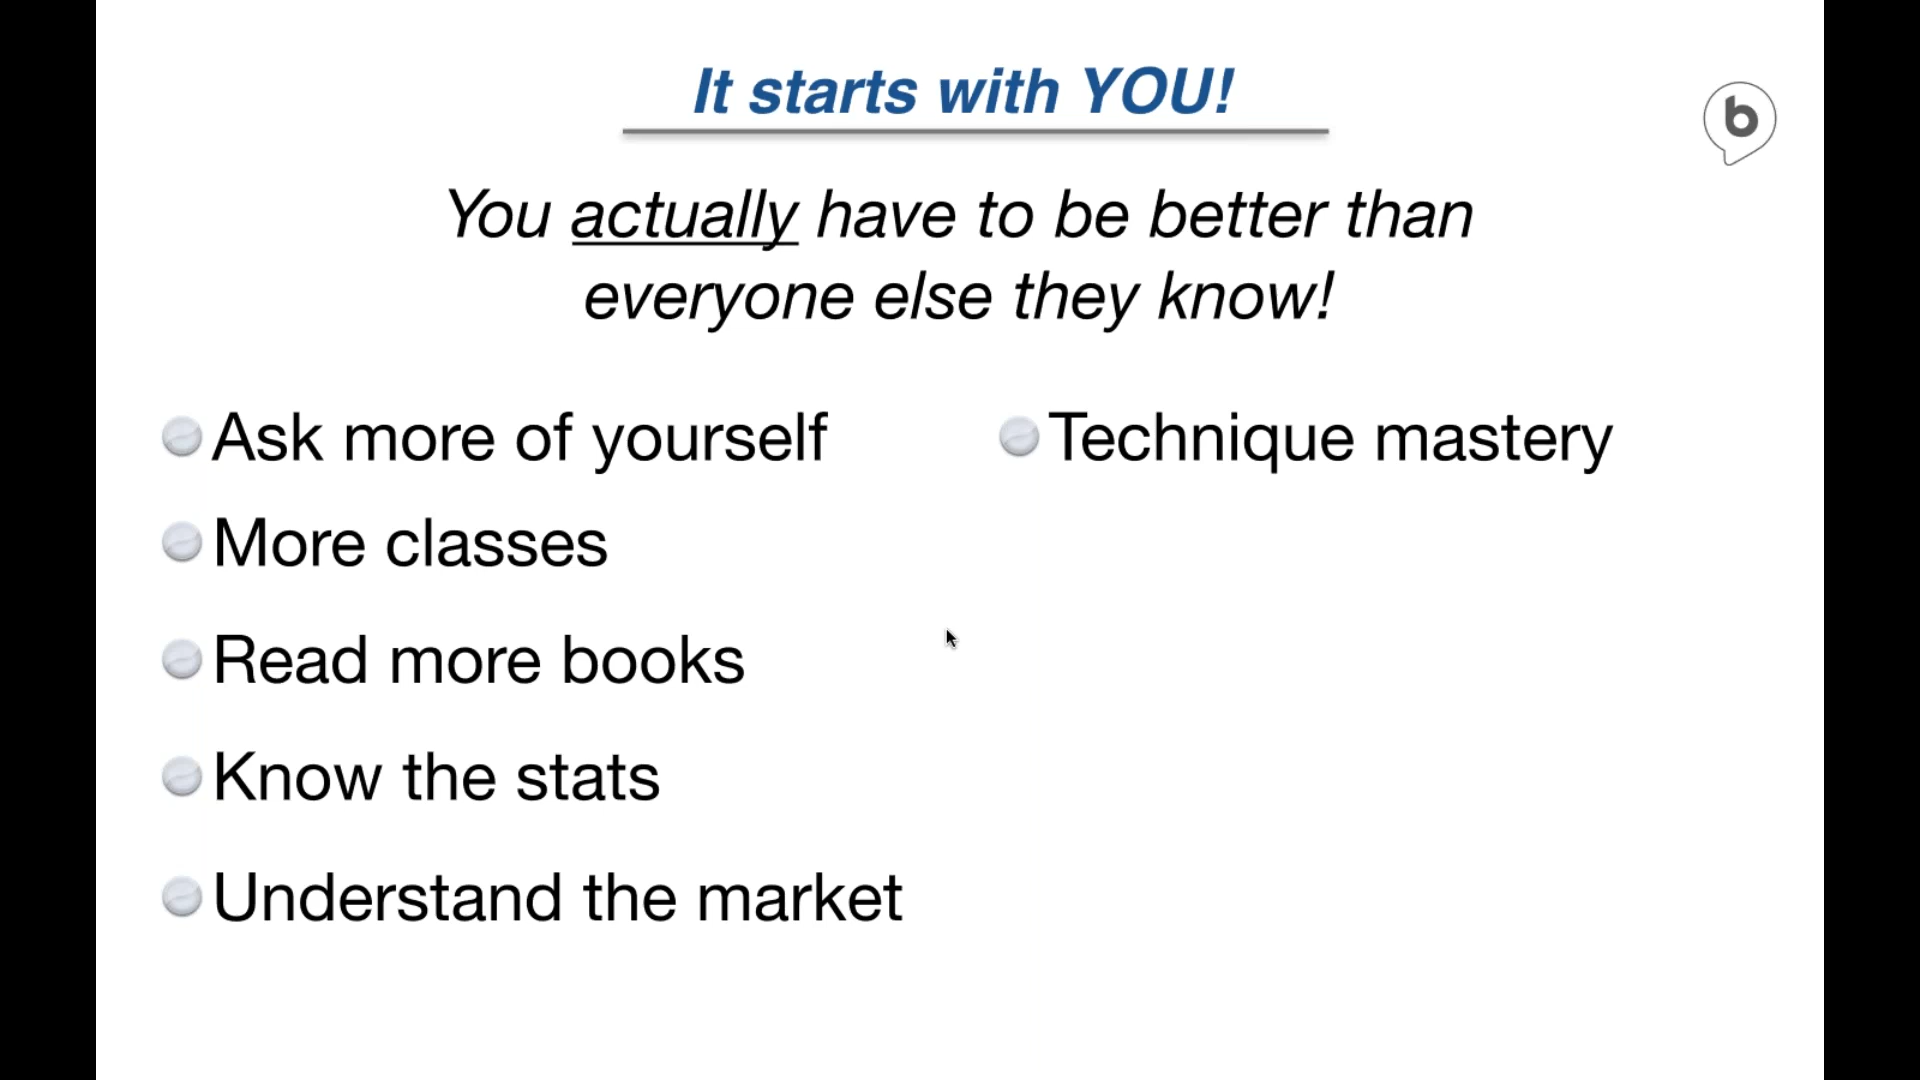 It starts with YOU!
b
You actually have to be better than
everyone else they know!
Ask more of yourself
More classes
Read more books
Know the stats
Understand the market
Technique mastery